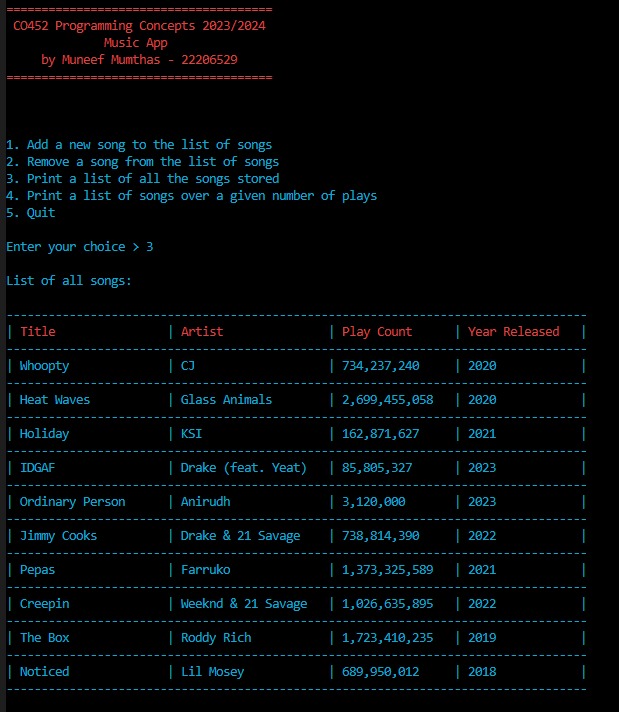 ======================================
CO452 Programming Concepts 2023/2024
Music App
by Muneef Mumthas - 22206529
======================================
1. Add a new song to the list of songs
2. Remove a song from the list of songs
3. Print a list of all the songs stored
4. Print a list of songs over a given number of plays
5. Quit
Enter your choice > 3
List of all songs:
-----------------------------------------------------------------------------------
| Title | Artist | Play Count | Year Released |
-----------------------------------------------------------------------------------
| Whoopty | CJ | 734,237,240 | 2020 |
-----------------------------------------------------------------------------------
| Heat Waves | Glass Animals | 2,699,455,058 | 2020 |
-----------------------------------------------------------------------------------
| Holiday | KSI | 162,871,627 | 2021 |
-----------------------------------------------------------------------------------
| IDGAF | Drake (feat. Yeat) | 85,805,327 | 2023 |
-----------------------------------------------------------------------------------
| Ordinary Person | Anirudh | 3,120,000 | 2023 |
-----------------------------------------------------------------------------------
| Jimmy Cooks | Drake & 21 Savage | 738,814,390 | 2022 |
-----------------------------------------------------------------------------------
| Pepas | Farruko | 1,373,325,589 | 2021 |
-----------------------------------------------------------------------------------
| Creepin | Weeknd & 21 Savage | 1,026,635,895 | 2022 |
-----------------------------------------------------------------------------------
| The Box | Roddy Rich | 1,723,410,235 | 2019 |
-----------------------------------------------------------------------------------
| Noticed | Lil Mosey | 689,950,012 | 2018 |
-----------------------------------------------------------------------------------